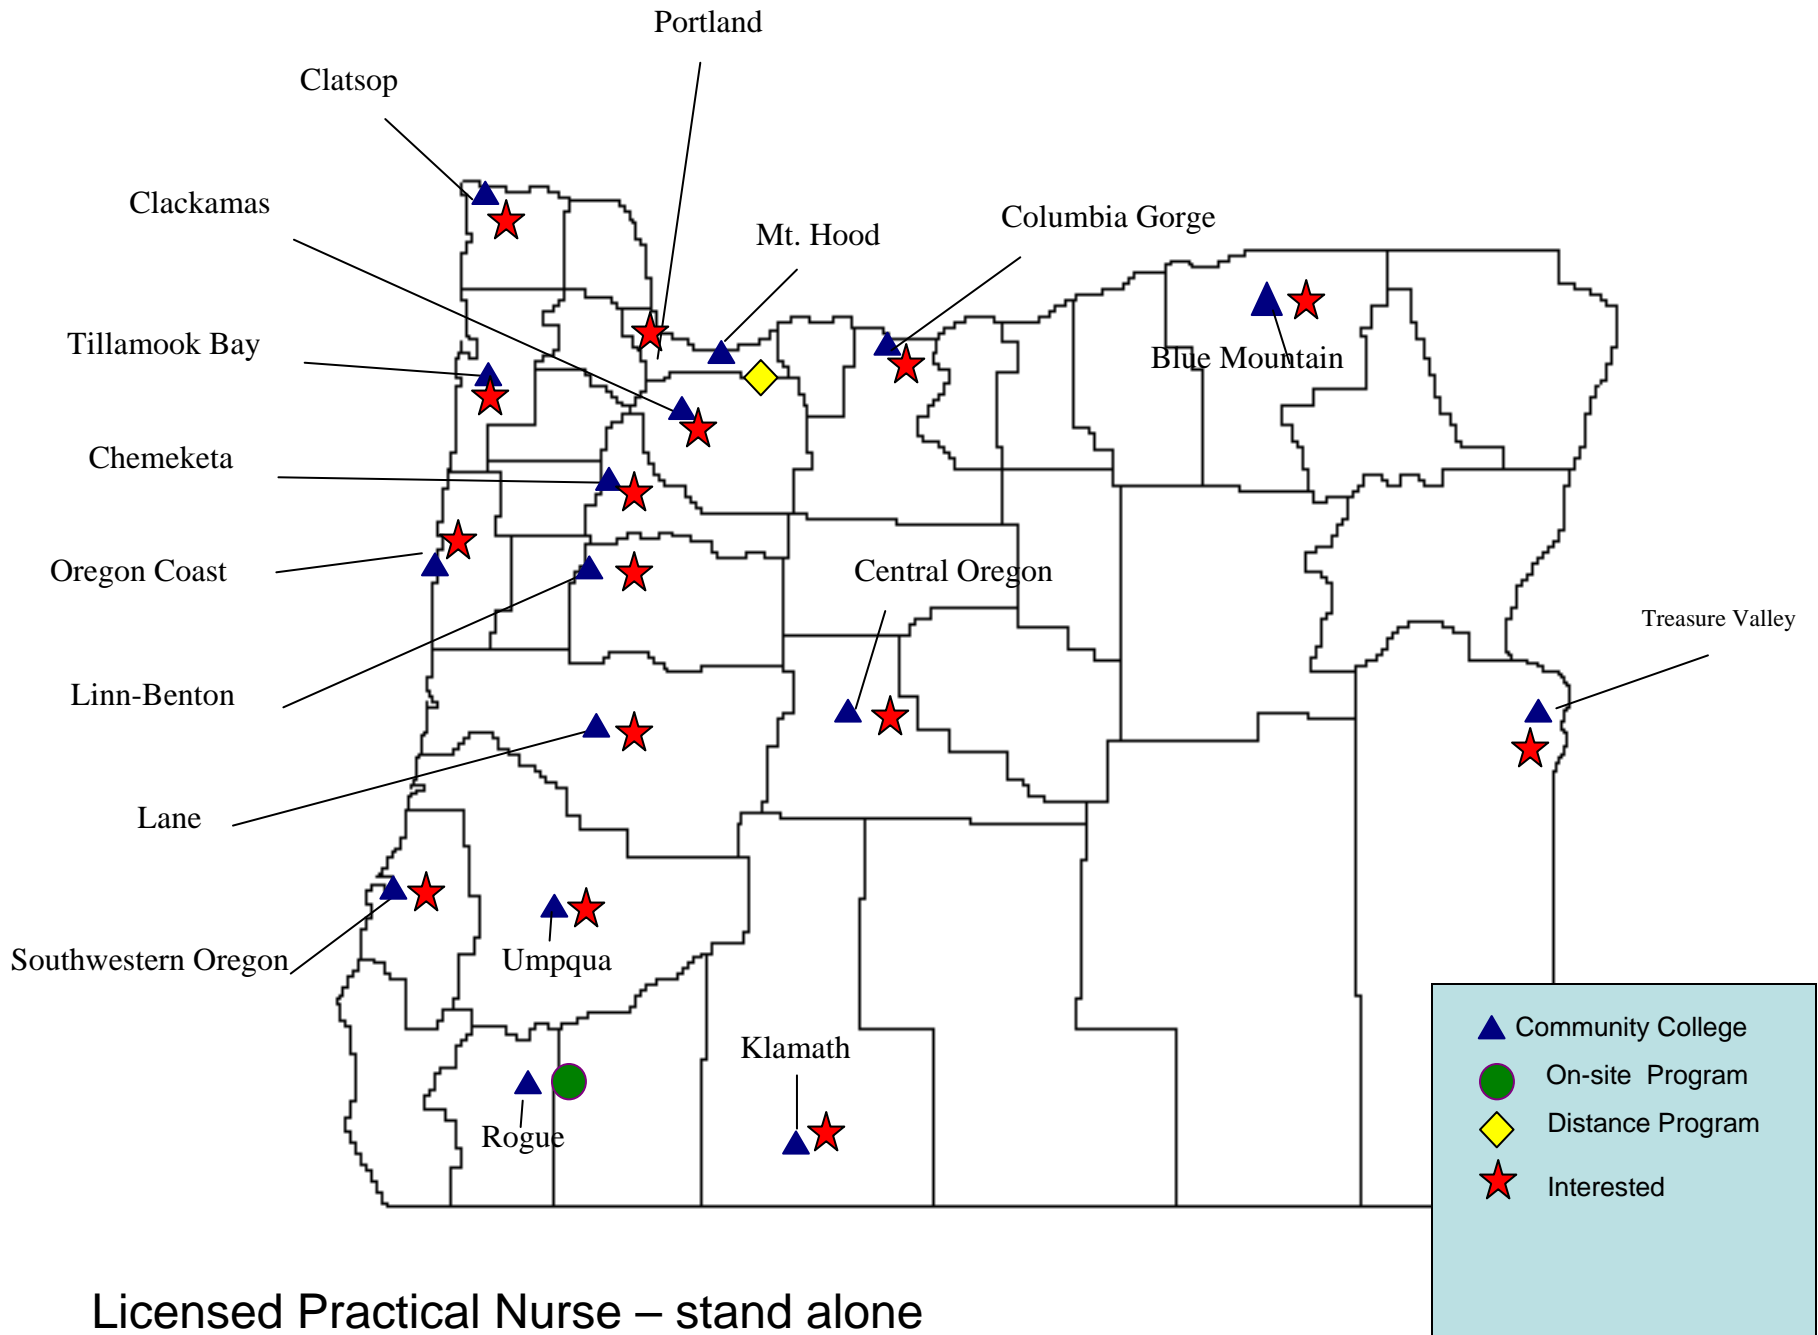 Portland
Clatsop
Clackamas
Mt. Hood
Columbia Gorge
Tillamook Bay
Blue Mountain
Chemeketa
Oregon Coast
Central Oregon
Treasure Valley
Linn-Benton
Lane
Southwestern Oregon
Umpqua
Klamath
Rogue
Community College
On-site Program
Distance Program
Interested
Licensed Practical Nurse – stand alone